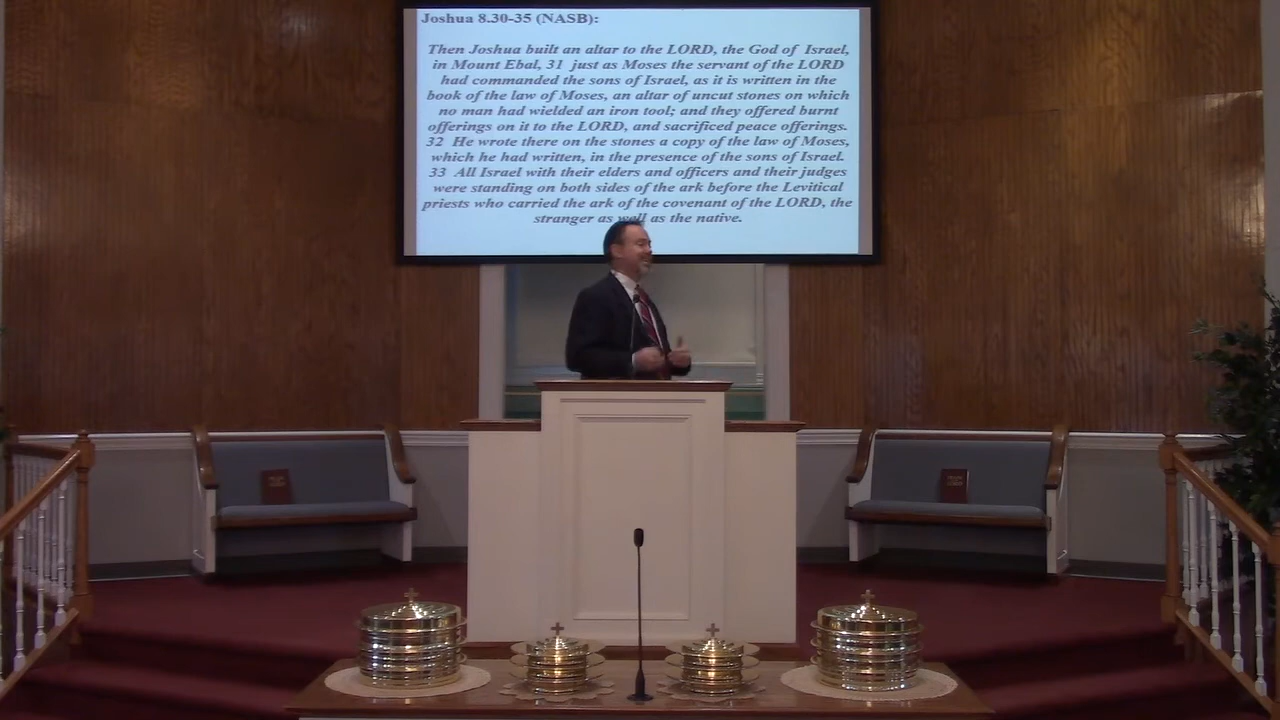 Joshua 8.30-35 (NASB):
Then Joshua built an altar to the LORD, the God of Israel,
in Mount Ebal, 31 just as Moses the servant of the LORD
had commanded the sons of Israel, as it is written in the
book of the law of Moses, an altar of uncut stones on which
no man had wielded an iron tool; and they offered burnt
offerings on it to the LORD, and sacrificed peace offerings.
32 He wrote there on the stones a copy of the law of Moses,
which he had written, in the presence of the sons of Israel.
33 All Israel with their elders and officers and their judges
were standing on both sides of the ark before the Levitical
priests who carried the ark of the covenant of the LORD, the
stranger as well as the native.